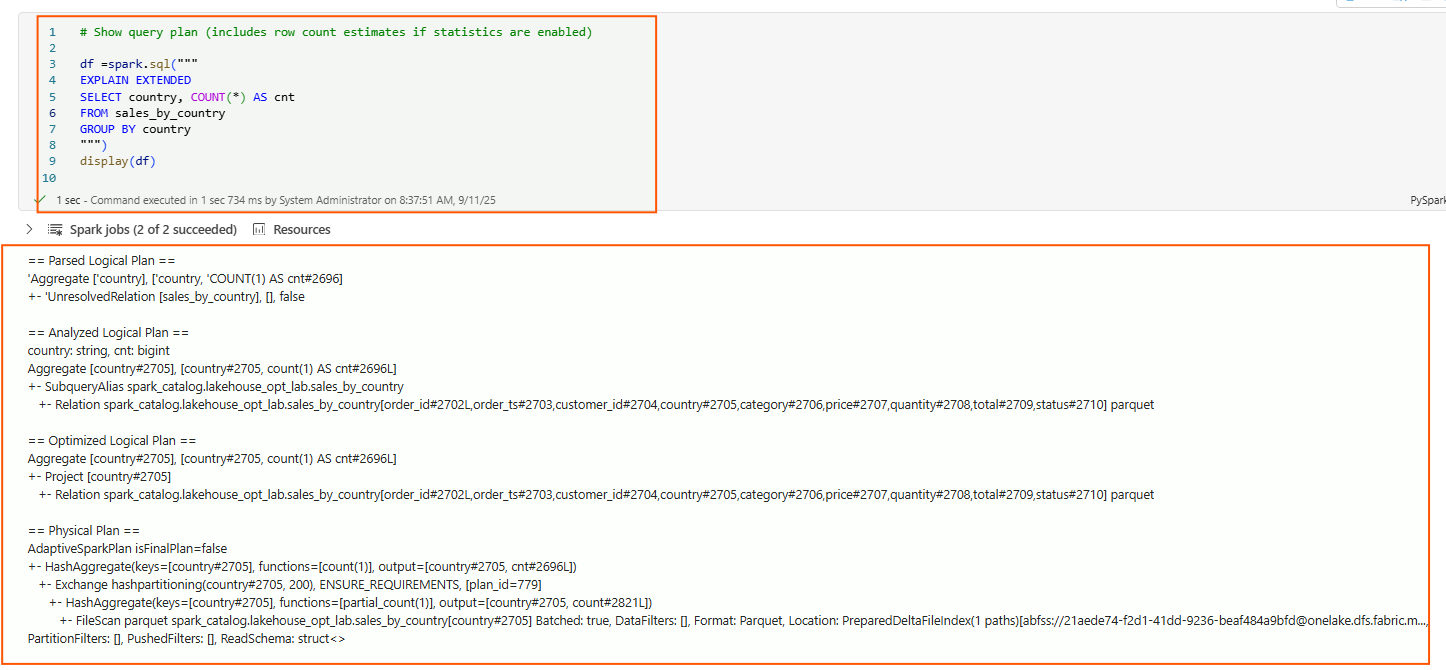 1 # Show query plan (includes row count estimates if statistics are enabled)
2
3 df =spark.sql("""
4 EXPLAIN EXTENDED
5 SELECT country, COUNT(*) AS cnt
6 FROM sales_by_country
7 GROUP BY country
8 """)
9 display(df)
10
1 sec - Command executed in 1 sec 734 ms by System Administrator on 8:37:51 AM, 9/11/25
PySpark
Spark jobs (2 of 2 succeeded) Resources
== Parsed Logical Plan ==
'Aggregate ['country], ['country, 'COUNT(1) AS cnt#2696]
+- 'UnresolvedRelation [sales_by_country], [], false
== Analyzed Logical Plan ==
country: string, cnt: bigint
Aggregate [country#2705], [country#2705, count(1) AS cnt#2696L]
+- SubqueryAlias spark_catalog.lakehouse_opt_lab.sales_by_country
+- Relation spark_catalog.lakehouse_opt_lab.sales_by_country[order_id#2702L,order_ts#2703,customer_id#2704,country#2705,category#2706,price#2707,quantity#2708,total#2709,status#2710] parquet
== Optimized Logical Plan ==
Aggregate [country#2705], [country#2705, count(1) AS cnt#2696L]
+- Project [country#2705]
+- Relation spark_catalog.lakehouse_opt_lab.sales_by_country[order_id#2702L,order_ts#2703,customer_id#2704,country#2705,category#2706,price#2707,quantity#2708,total#2709,status#2710] parquet
== Physical Plan ==
AdaptiveSparkPlan isFinalPlan=false
+- HashAggregate(keys=[country#2705], functions=[count(1)], output=[country#2705, cnt#2696L])
+- Exchange hashpartitioning(country#2705, 200), ENSURE_REQUIREMENTS, [plan_id=779]
+- HashAggregate(keys=[country#2705], functions=[partial_count(1)], output=[country#2705, count#2821L])
+- FileScan parquet spark_catalog.lakehouse_opt_lab.sales_by_country[country#2705] Batched: true, DataFilters: [], Format: Parquet, Location: PreparedDeltaFileIndex(1 paths)[abfss://21aede74-f2d1-41dd-9236-beaf484a9bfd@onelake.dfs.fabric.m...,
PartitionFilters: [], PushedFilters: [], ReadSchema: struct<>